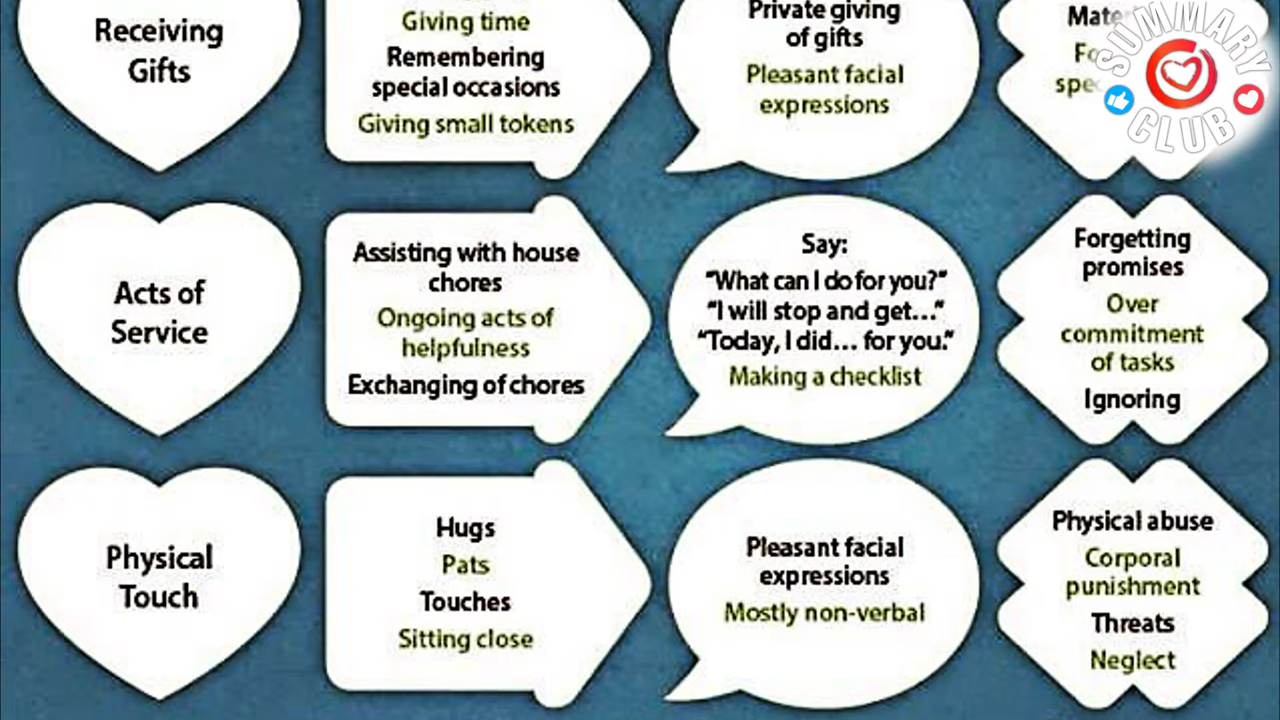 Receiving
Gifts
Giving time
Remembering
special occasions
Giving small tokens
Private giving
of gifts
Pleasant facial
expressions
SUMMARY
CLUB
Acts of
Service
Assisting with house
chores
Ongoing acts of
helpfulness
Exchanging of chores
Say:
"What can I do for you?"
"I will stop and get..."
"Today, I did... for you."
Making a checklist
Forgetting
promises
Over
commitment
of tasks
Ignoring
Physical
Touch
Hugs
Pats
Touches
Sitting close
Pleasant facial
expressions
Mostly non-verbal
Physical abuse
Corporal
punishment
Threats
Neglect